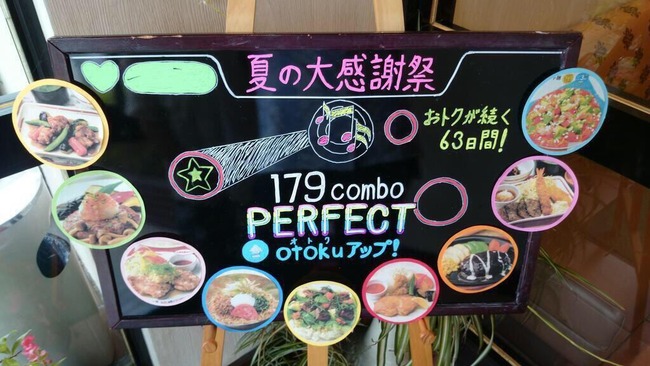 夏の大感謝祭
おトクが続く
63日間!
179 combo
PERFECT
オトク
otokuアップ!